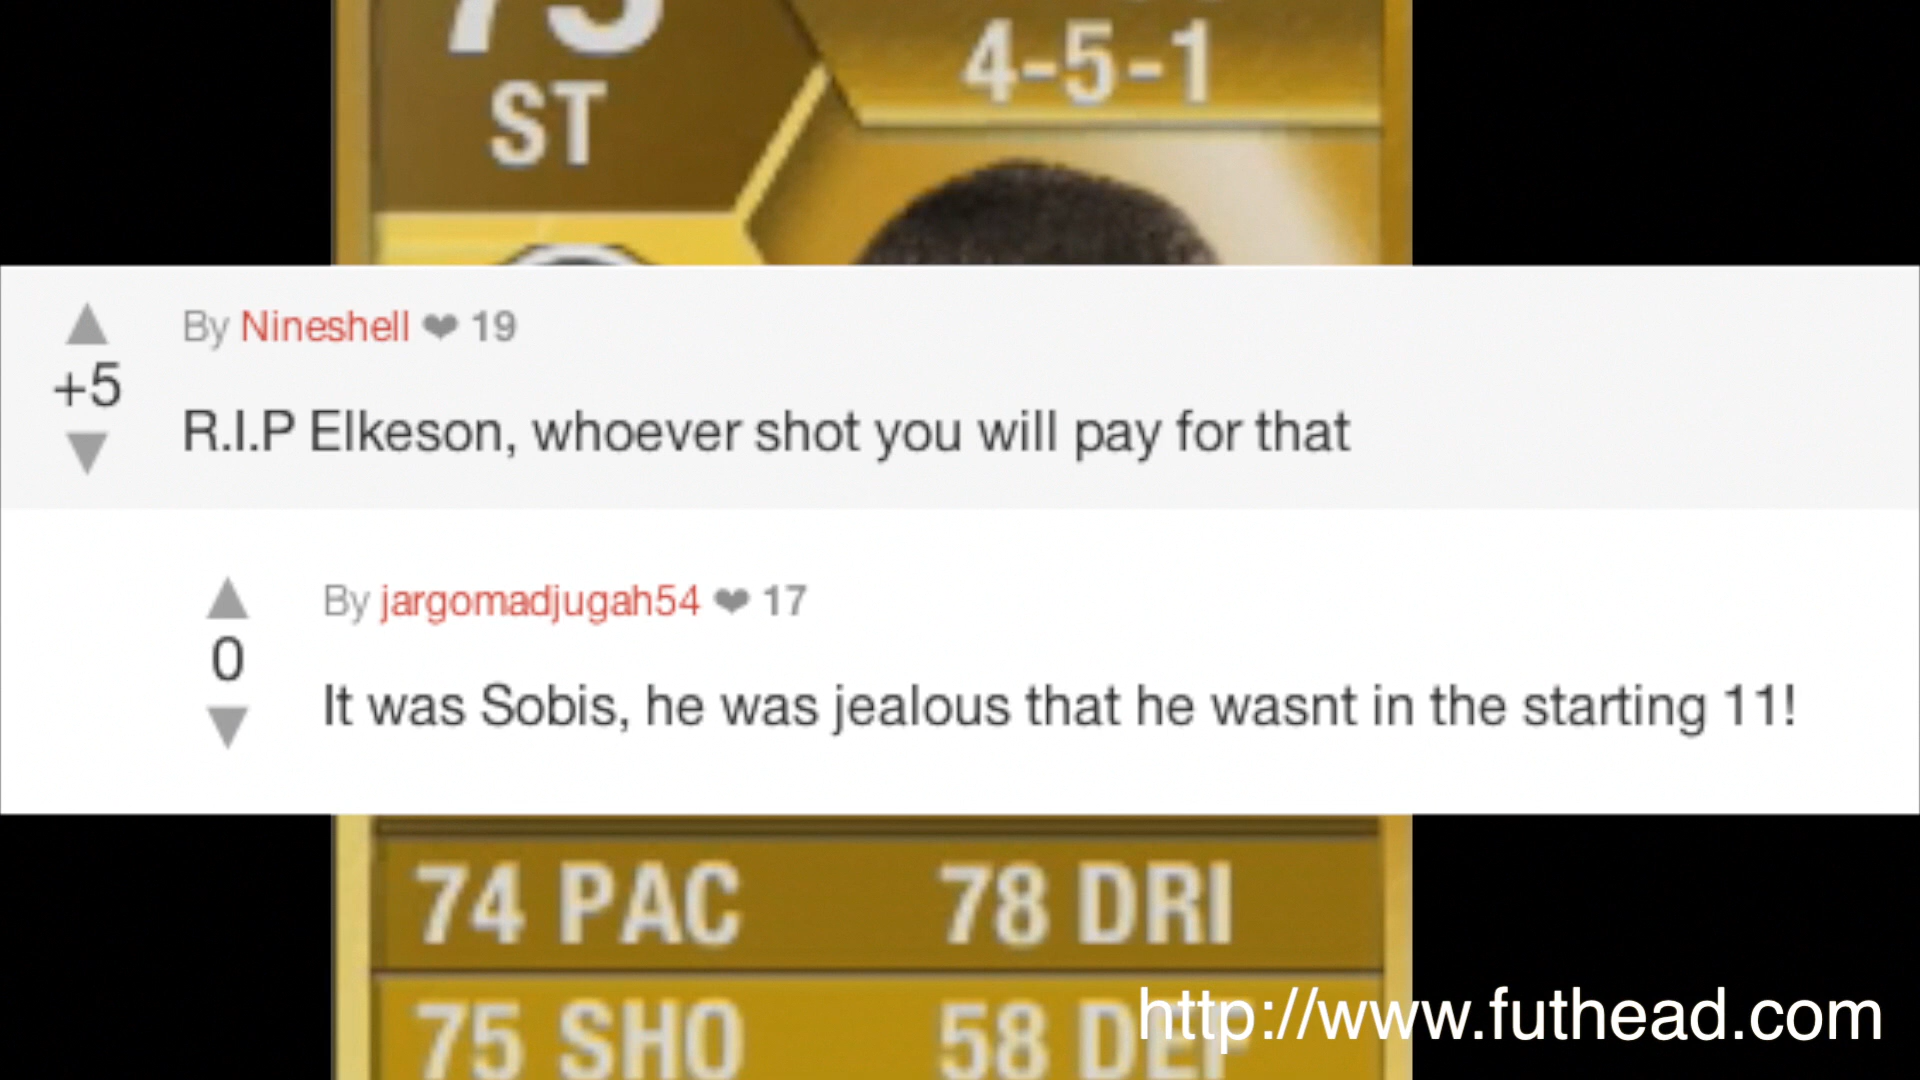 ST
4-5-1
+5
By Nineshell ❤ 19
R.I.P Elkeson, whoever shot you will pay for that
0
By jargomadjugah54 ❤ 17
It was Sobis, he was jealous that he wasnt in the starting 11!
74 PAC 78 DRI
75 SHO 58 DEF
http://www.futhead.com